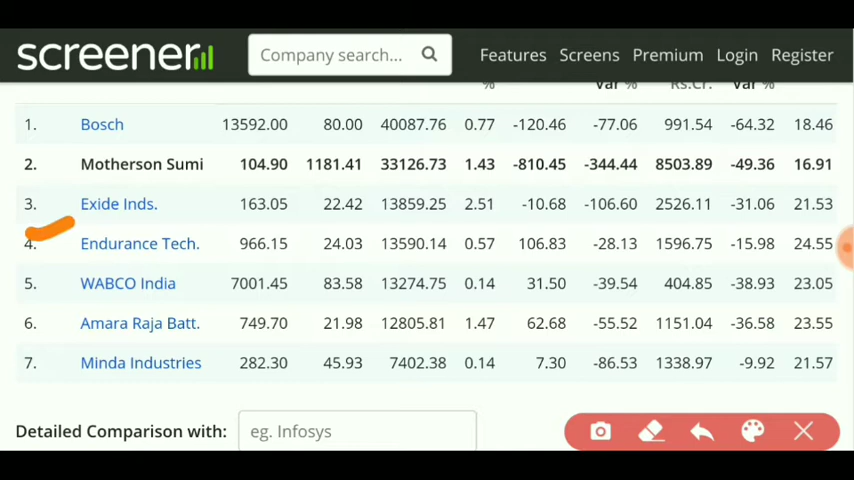 screener
Company search...
Features Screens Premium Login Register
% Var % Rs.Cr. Var %
1. Bosch 13592.00 80.00 40087.76 0.77 -120.46 -77.06 991.54 -64.32 18.46
2. Motherson Sumi 104.90 1181.41 33126.73 1.43 -810.45 -344.44 8503.89 -49.36 16.91
3. Exide Inds. 163.05 22.42 13859.25 2.51 -10.68 -106.60 2526.11 -31.06 21.53
4. Endurance Tech. 966.15 24.03 13590.14 0.57 106.83 -28.13 1596.75 -15.98 24.55
5. WABCO India 7001.45 83.58 13274.75 0.14 31.50 -39.54 404.85 -38.93 23.05
6. Amara Raja Batt. 749.70 21.98 12805.81 1.47 62.68 -55.52 1151.04 -36.58 23.55
7. Minda Industries 282.30 45.93 7402.38 0.14 7.30 -86.53 1338.97 -9.92 21.57
Detailed Comparison with: eg. Infosys